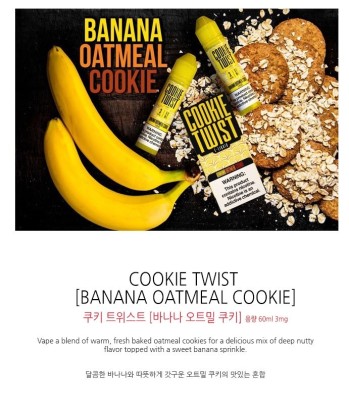 BANANA
OATMEAL
COOKIE
COOKIE
TWIST
WARNING:
This product
contains nicotine.
Nicotine is an
addictive chemical.
COOKIE TWIST
[BANANA OATMEAL COOKIE]
쿠키 트위스트 [바나나 오트밀 쿠키] 용량 60ml 3mg
Vape a blend of warm, fresh baked oatmeal cookies for a delicious mix of deep nutty
flavor topped with a sweet banana sprinkle.
달콤한 바나나와 따뜻하게 갓구운 오트밀 쿠키의 맛있는 혼합